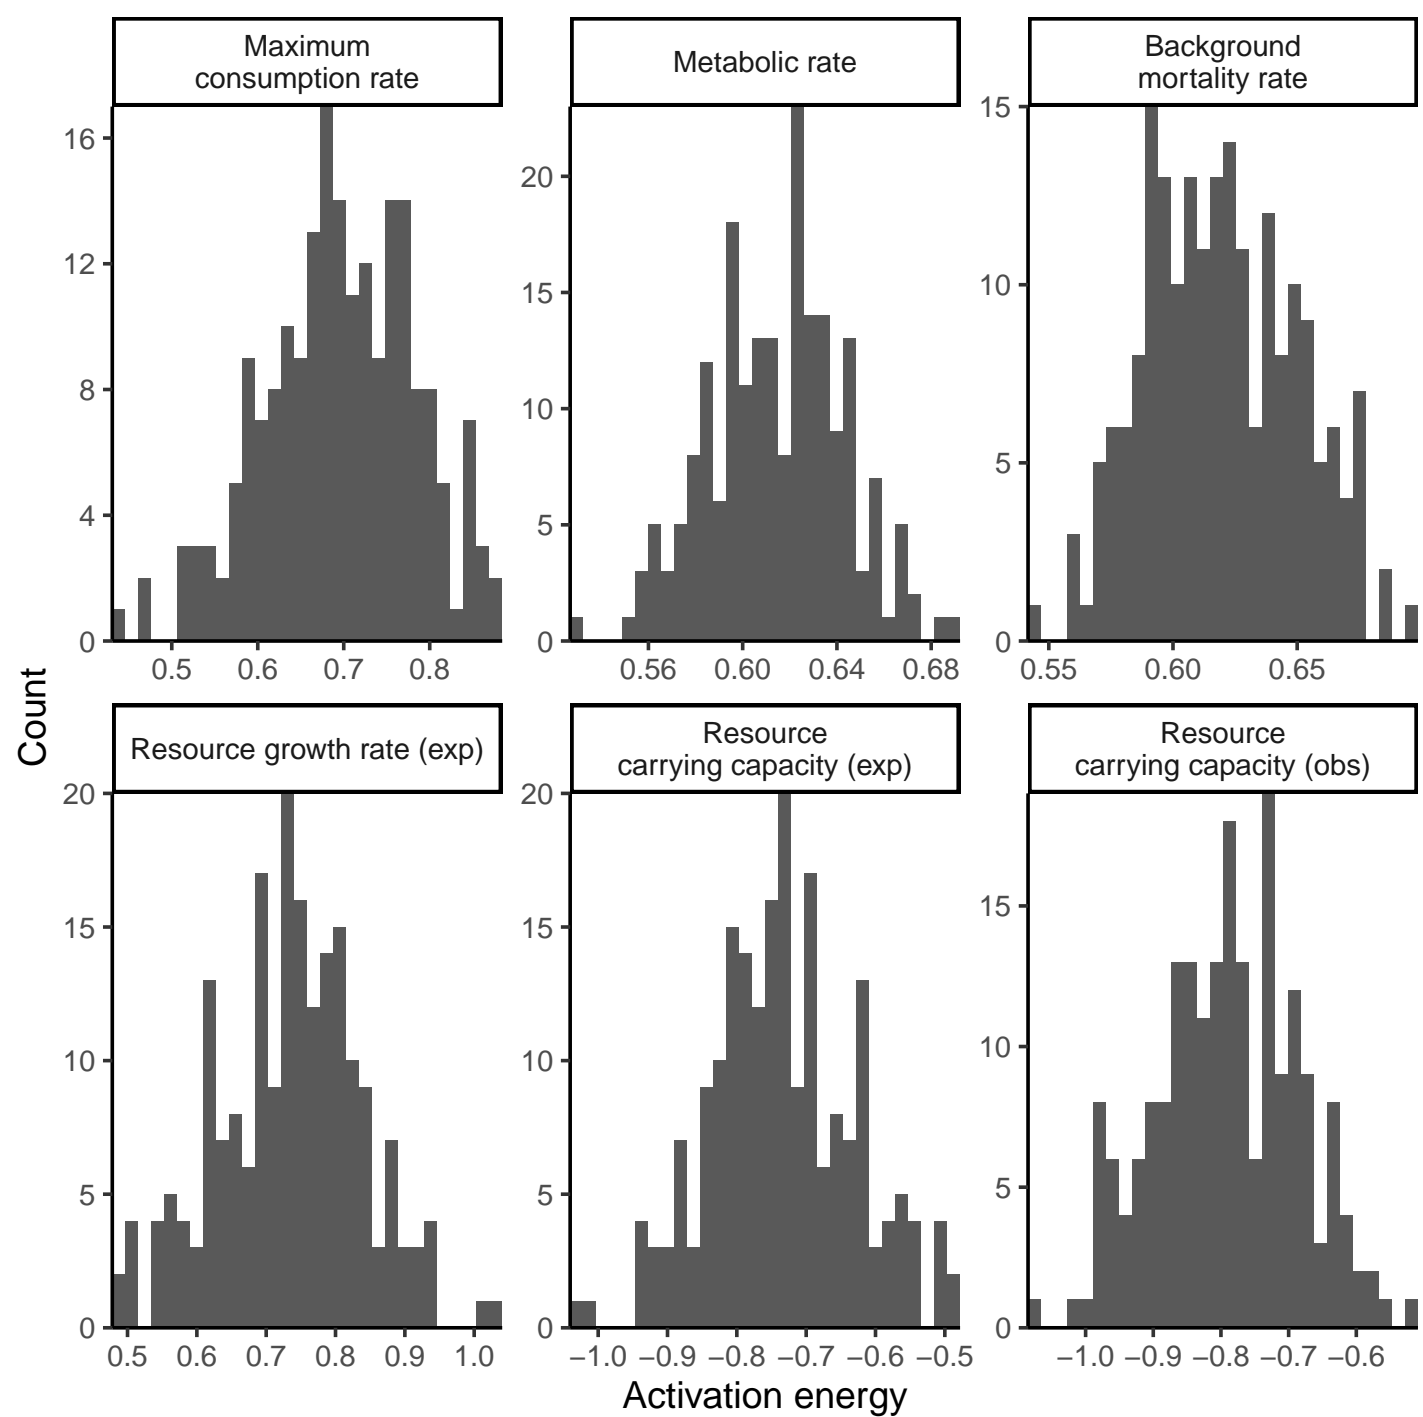 Maximum
consumption rate
Metabolic rate
Background
mortality rate
16
12
8
4
0
0.5 0.6 0.7 0.8
20
15
10
5
0
0.56 0.60 0.64 0.68
15
10
5
0
0.55 0.60 0.65
Count
Resource growth rate (exp)
Resource
carrying capacity (exp)
Resource
carrying capacity (obs)
20
15
10
5
0
0.5 0.6 0.7 0.8 0.9 1.0
20
15
10
5
0
−1.0 −0.9 −0.8 −0.7 −0.6 −0.5
15
10
5
0
−1.0 −0.9 −0.8 −0.7 −0.6
Activation energy